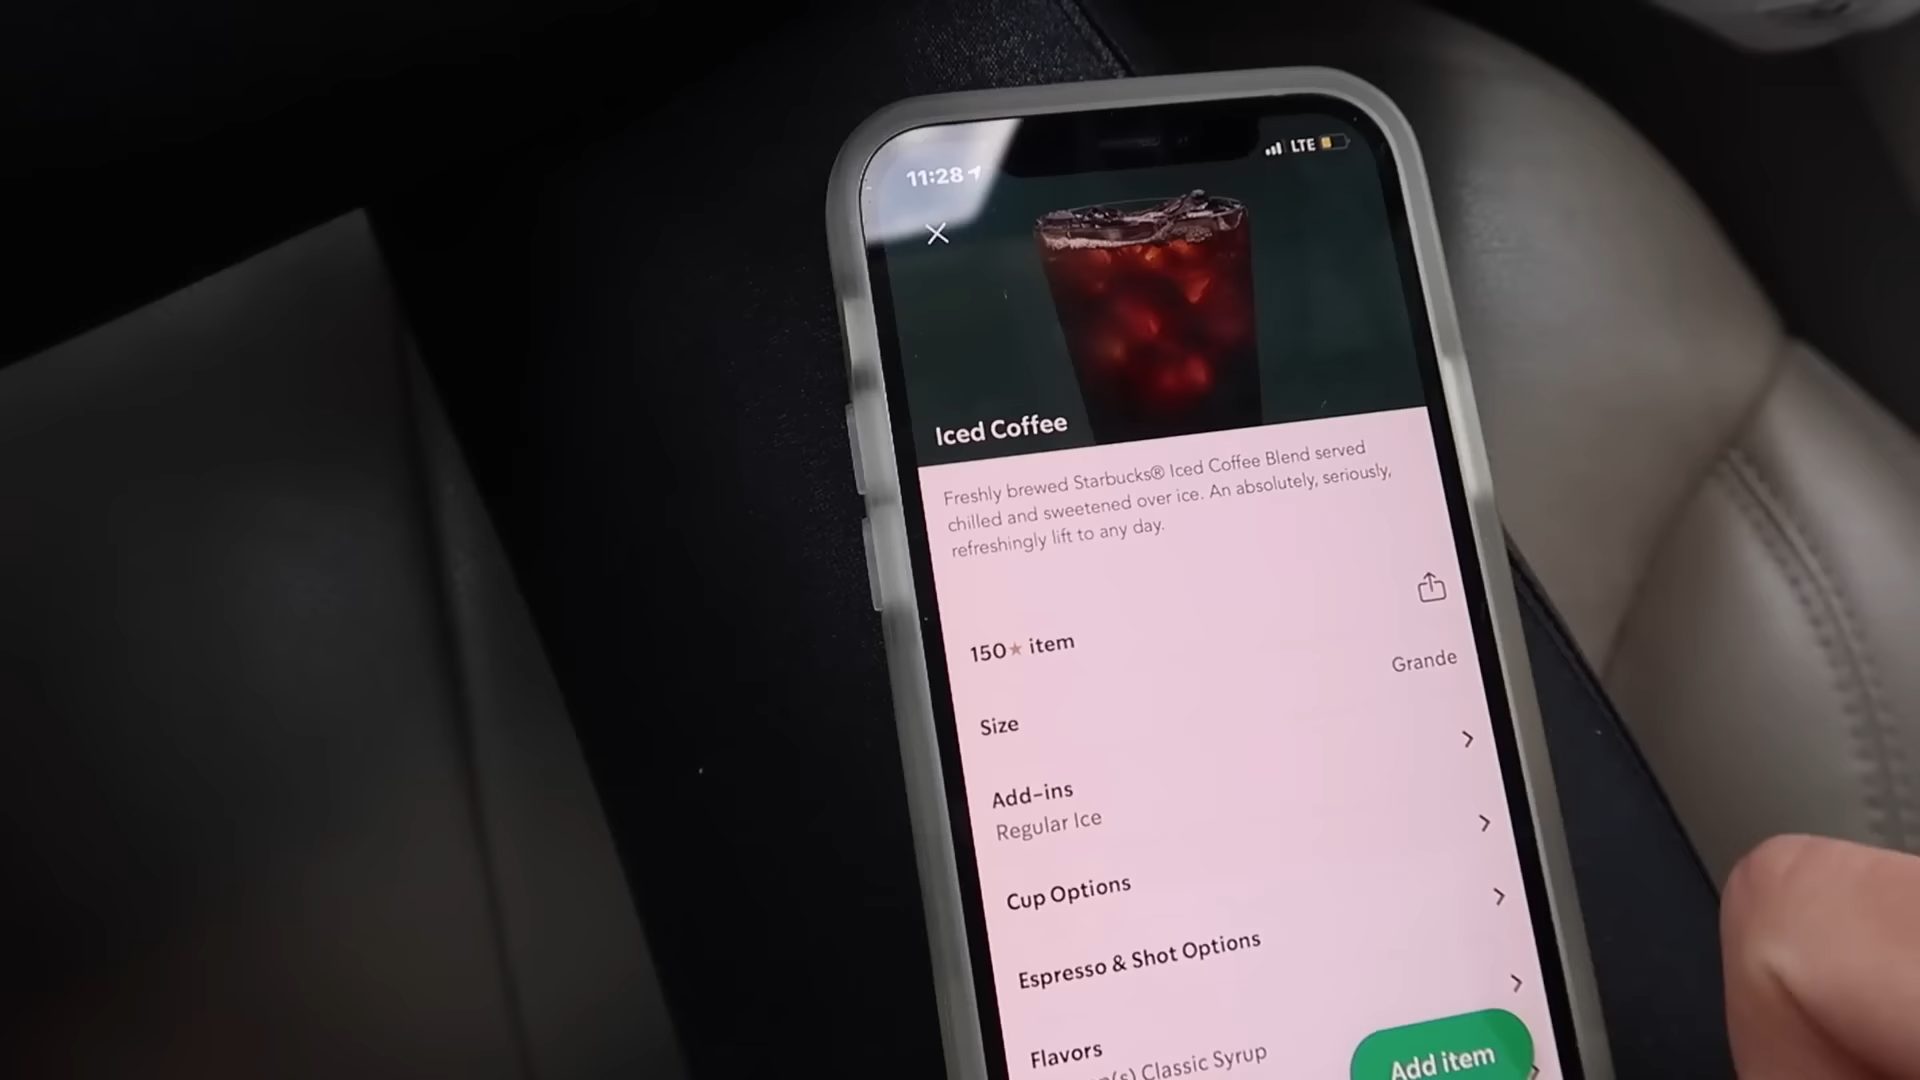 11:28
LTE
Iced Coffee
Freshly brewed Starbucks® Iced Coffee Blend served
chilled and sweetened over ice. An absolutely, seriously,
refreshingly lift to any day.
150★ item
Grande
Size
Add-ins
Regular Ice
Cup Options
Espresso & Shot Options
Flavors
(s) Classic Syrup
Add item